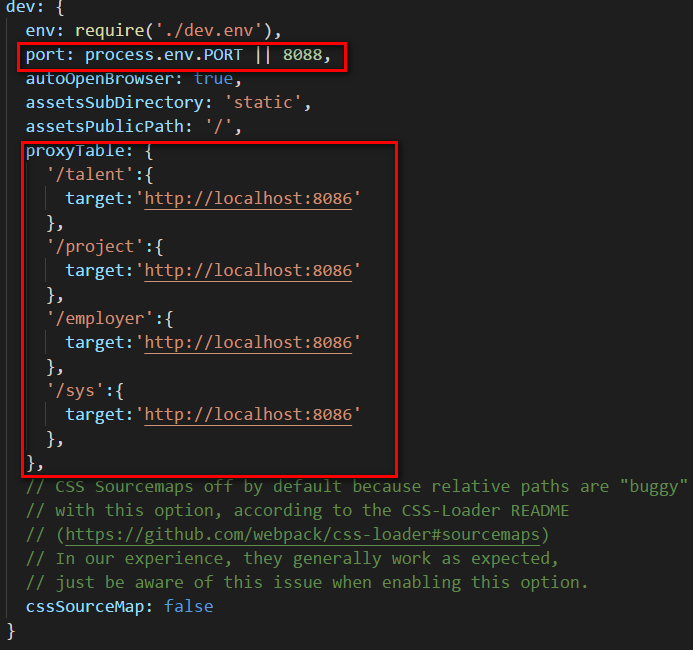 dev: {
env: require('./dev.env'),
port: process.env.PORT || 8088,
autoOpenBrowser: true,
assetsSubDirectory: 'static',
assetsPublicPath: '/',
proxyTable: {
'/talent':{
target:'http://localhost:8086'
},
'/project':{
target:'http://localhost:8086'
},
'/employer':{
target:'http://localhost:8086'
},
'/sys':{
target:'http://localhost:8086'
},
},
// CSS Sourcemaps off by default because relative paths are "buggy"
// with this option, according to the CSS-Loader README
// (https://github.com/webpack/css-loader#sourcemaps)
// In our experience, they generally work as expected,
// just be aware of this issue when enabling this option.
cssSourceMap: false
}